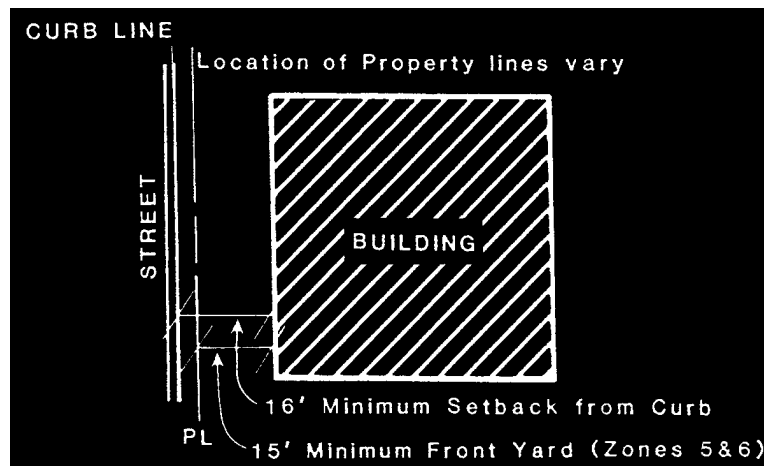 CURB LINE
Location of Property lines vary
STREET
BUILDING
16' Minimum Setback from Curb
PL
15' Minimum Front Yard (Zones 5&6)